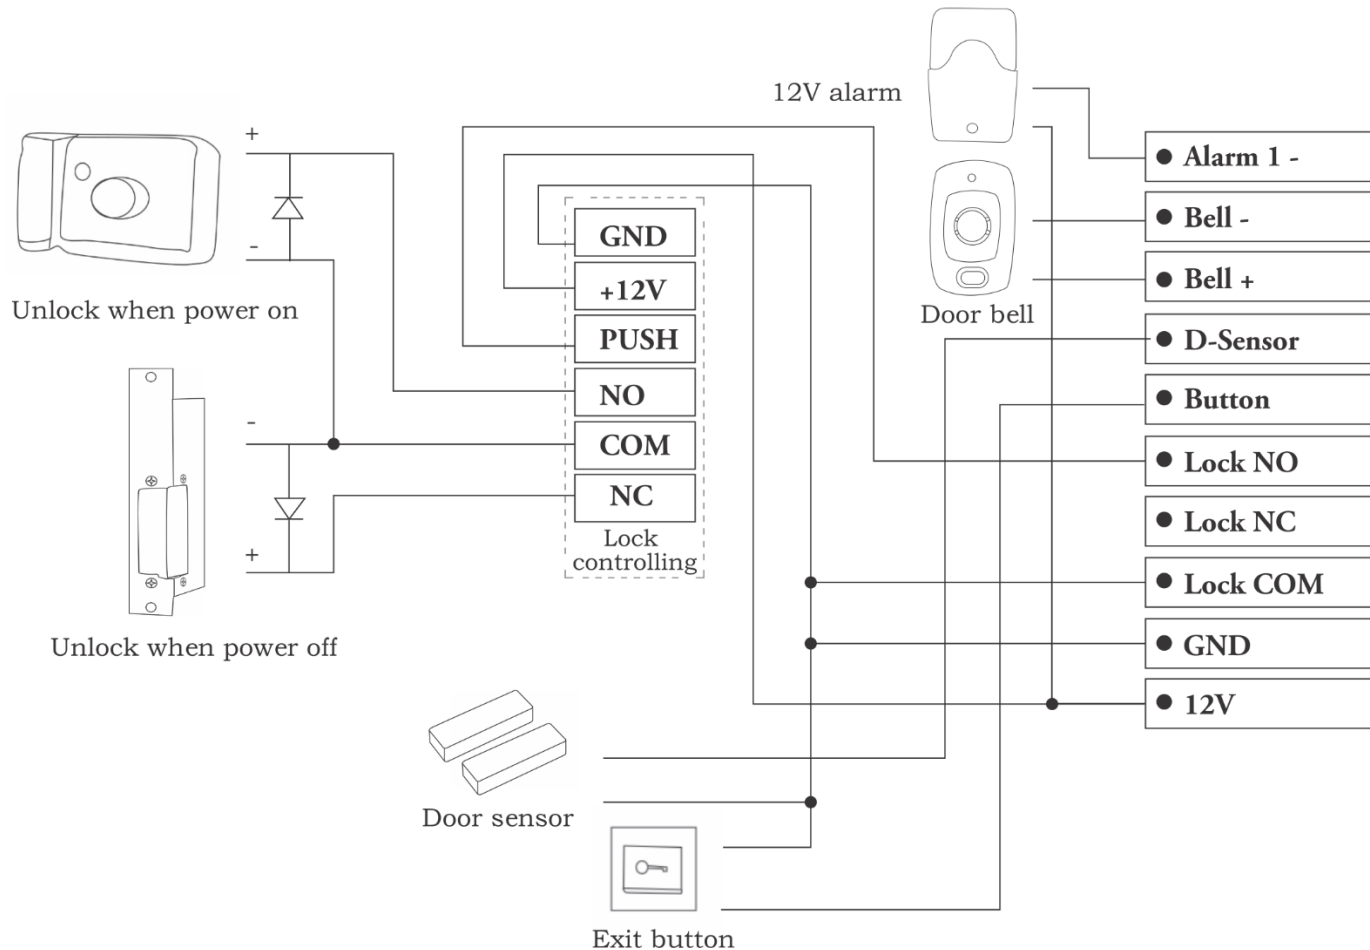 12V alarm
+
-
Unlock when power on
-
+
Unlock when power off
GND
+12V
PUSH
NO
COM
NC
Lock
controlling
Door bell
Door sensor
Exit button
Alarm 1 -
Bell -
Bell +
D-Sensor
Button
Lock NO
Lock NC
Lock COM
GND
12V